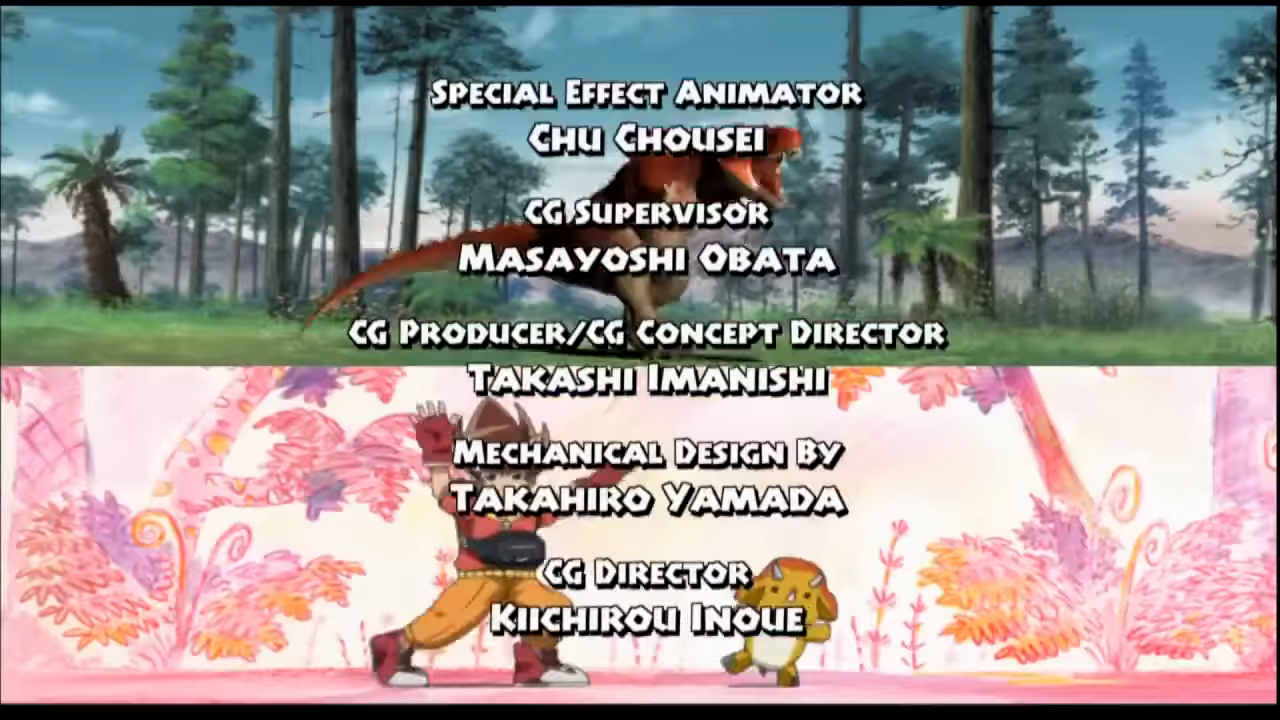 Special Effect Animator
Chu Chousei
CG Supervisor
Masayoshi Obata
CG Producer/CG Concept Director
Takashi Imanishi
Mechanical Design By
Takahiro Yamada
CG Director
Kiichirou Inoue